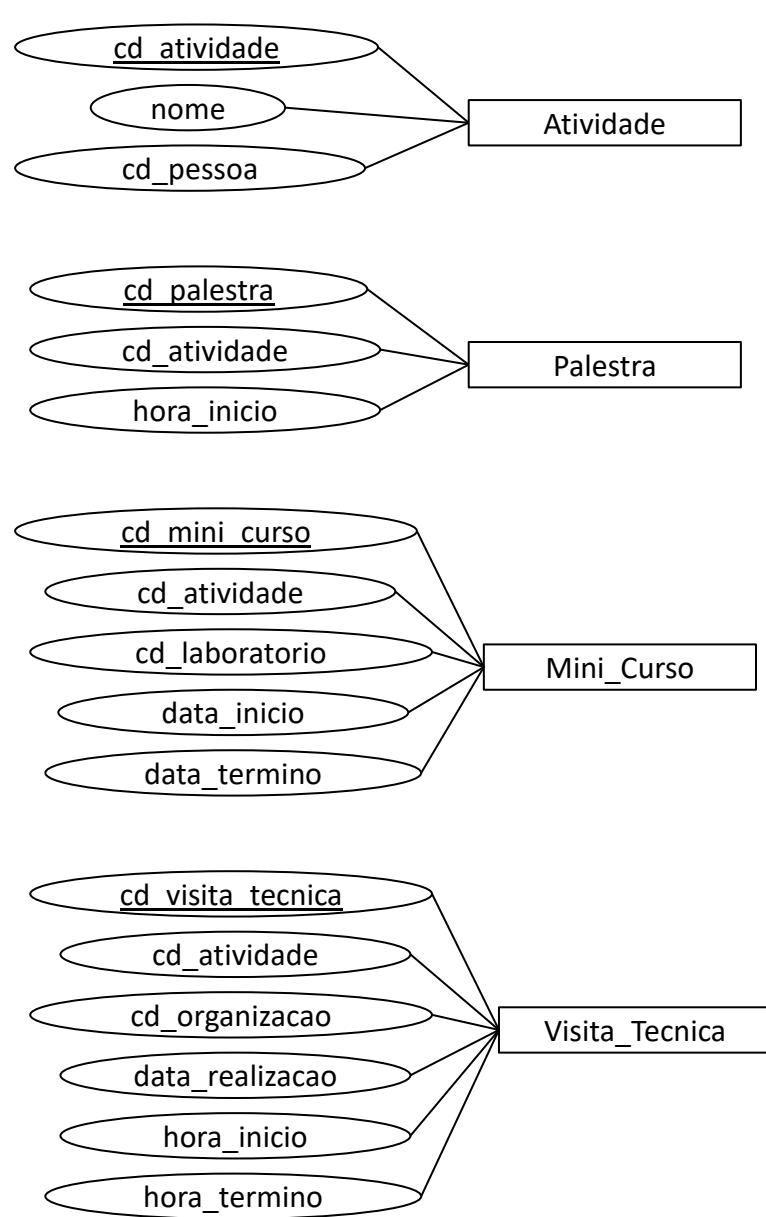 cd_atividade
nome
cd_pessoa
Atividade
cd_palestra
cd_atividade
hora_inicio
Palestra
cd_mini_curso
cd_atividade
cd_laboratorio
data_inicio
data_termino
Mini_Curso
cd_visita_tecnica
cd_atividade
cd_organizacao
data_realizacao
hora_inicio
hora_termino
Visita_Tecnica